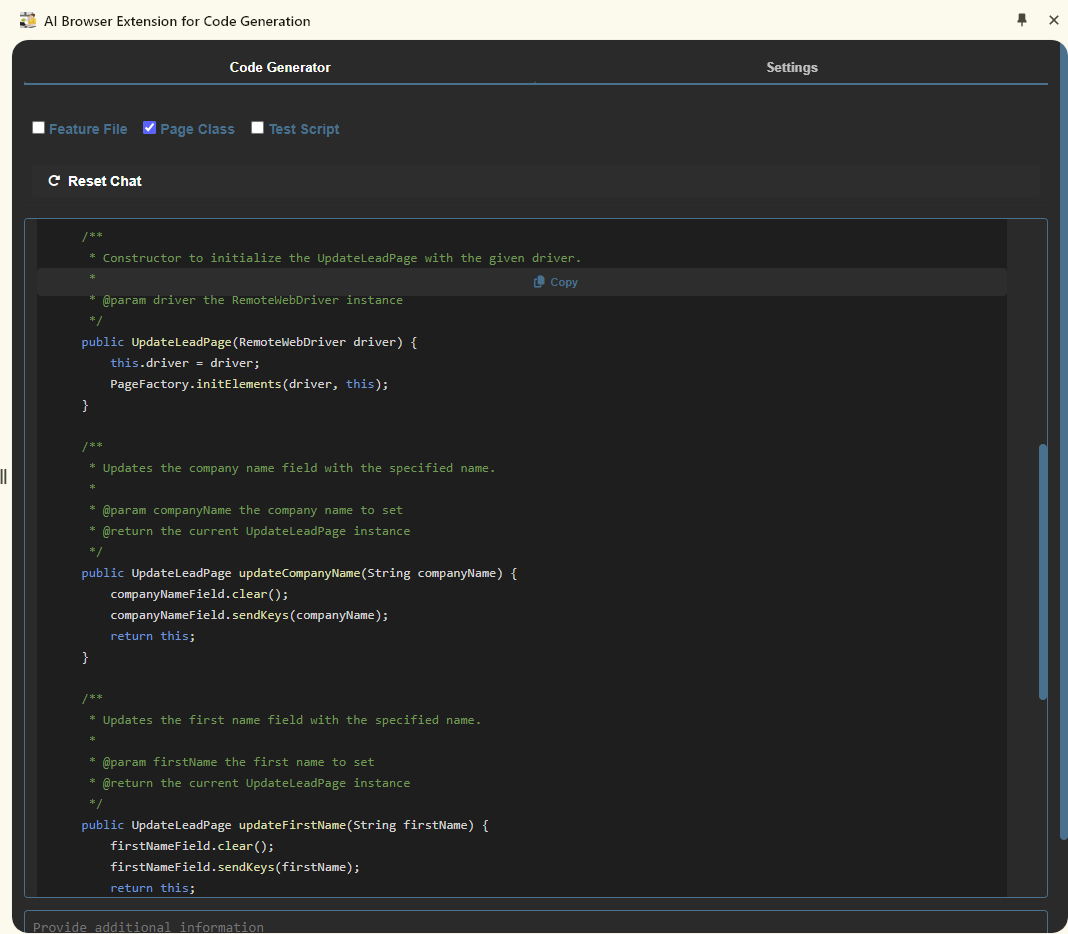 AI Browser Extension for Code Generation
Code Generator
Settings
Feature File
Page Class
Test Script
Reset Chat
/**
 * Constructor to initialize the UpdateLeadPage with the given driver.
 *
Copy
 * @param driver the RemoteWebDriver instance
 */
public UpdateLeadPage(RemoteWebDriver driver) {
    this.driver = driver;
    PageFactory.initElements(driver, this);
}
/**
 * Updates the company name field with the specified name.
 *
 * @param companyName the company name to set
 * @return the current UpdateLeadPage instance
 */
public UpdateLeadPage updateCompanyName(String companyName) {
    companyNameField.clear();
    companyNameField.sendKeys(companyName);
    return this;
}
/**
 * Updates the first name field with the specified name.
 *
 * @param firstName the first name to set
 * @return the current UpdateLeadPage instance
 */
public UpdateLeadPage updateFirstName(String firstName) {
    firstNameField.clear();
    firstNameField.sendKeys(firstName);
    return this;
Provide additional information